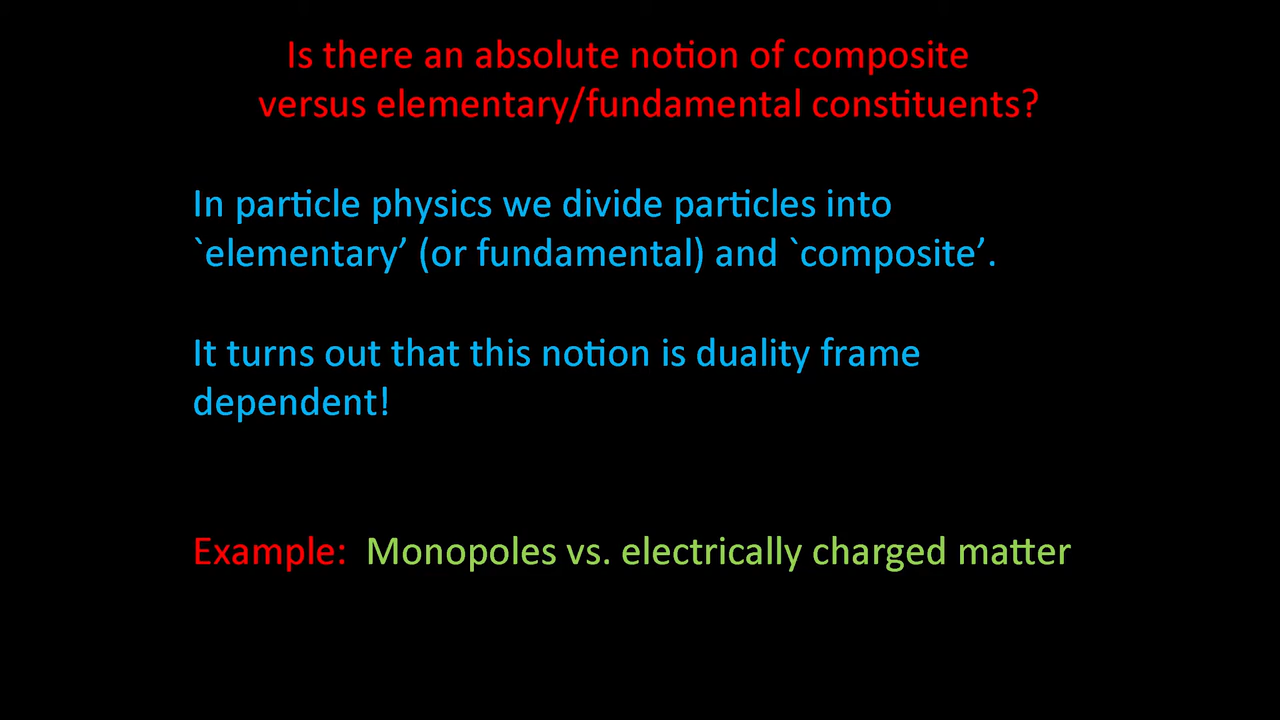 Is there an absolute notion of composite
versus elementary/fundamental constituents?
In particle physics we divide particles into
`elementary’ (or fundamental) and `composite’.
It turns out that this notion is duality frame
dependent!
Example: Monopoles vs. electrically charged matter